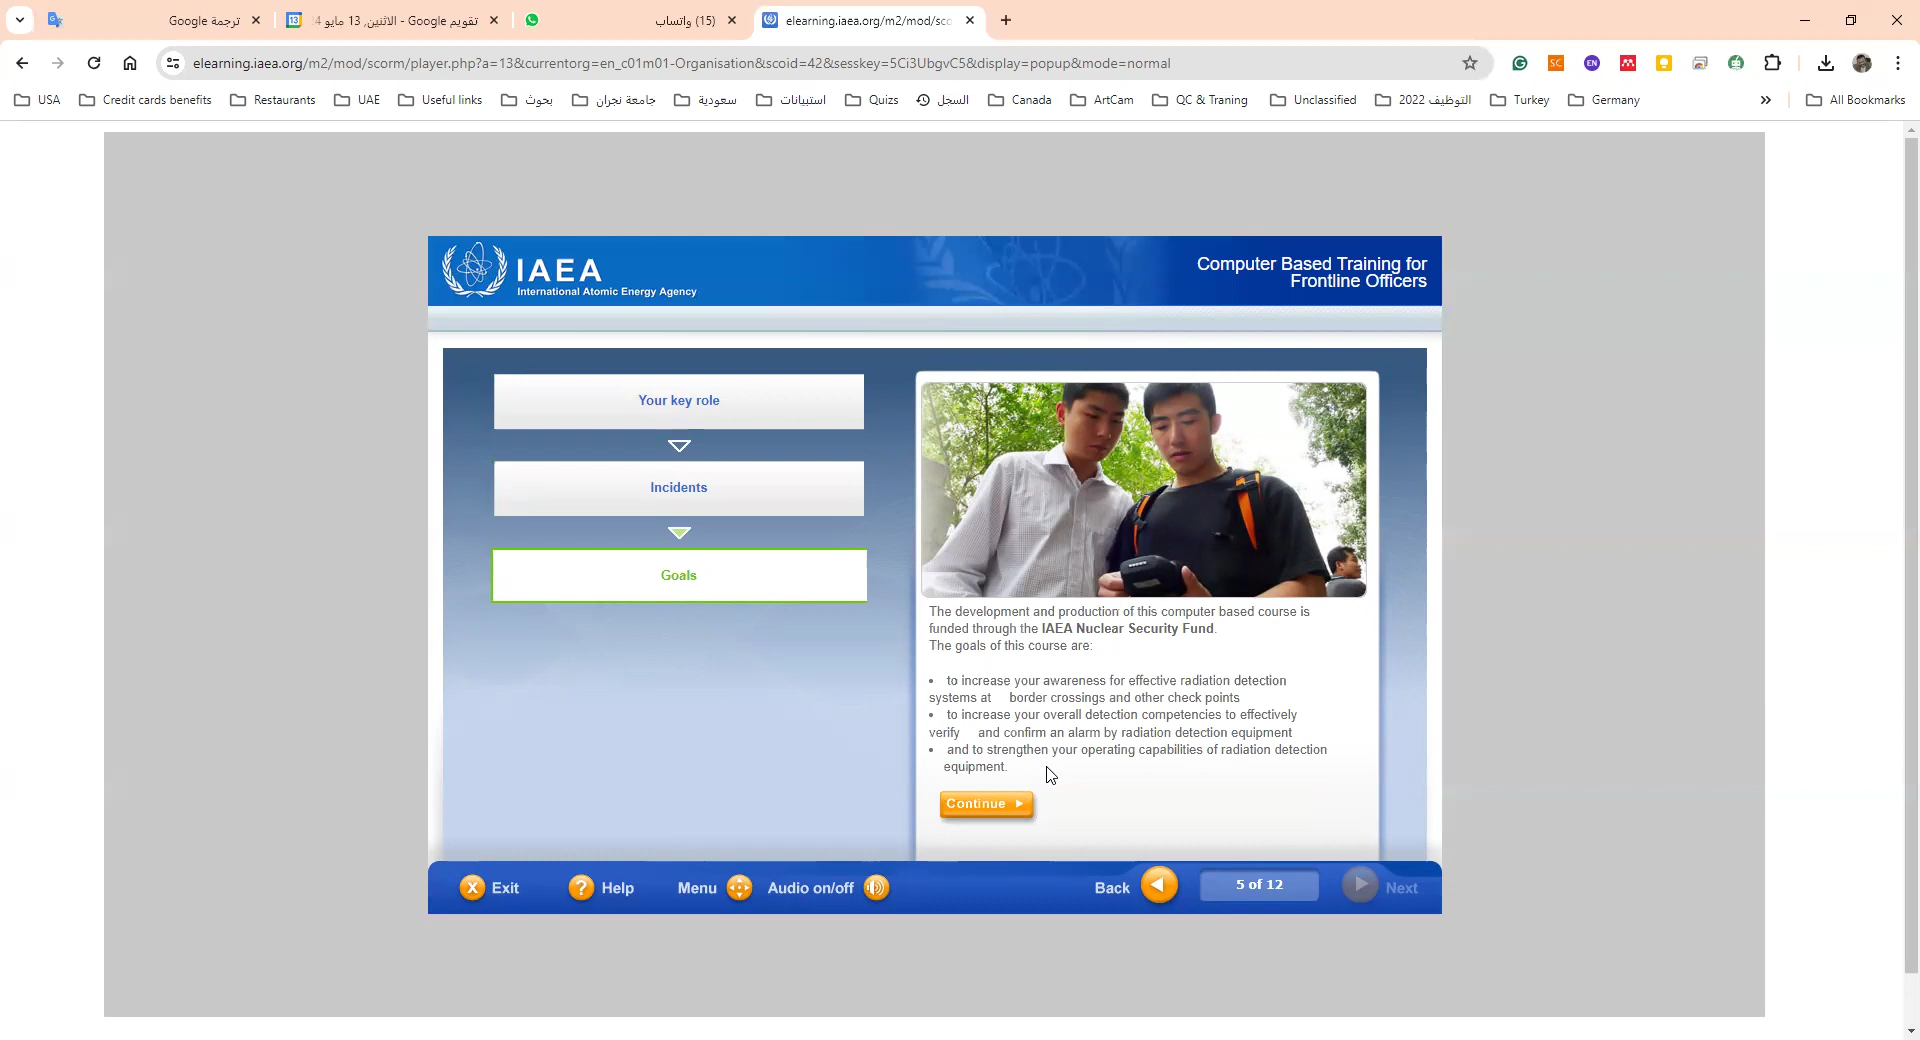 ترجمة Google
تقويم Google - الاثنين, 13 مايو
(15) واتساب
elearning.iaea.org/m2/mod/sco
elearning.iaea.org/m2/mod/scorm/player.php?a=13&currentorg=en_c01m01-Organisation&scoid=42&sesskey=5Ci3UbgvC5&display=popup&mode=normal
USA
Credit cards benefits
Restaurants
UAE
Useful links
بحوث
جامعة نجران
سعودية
استبيانات
Quizs
السجل
Canada
ArtCam
QC & Traning
Unclassified
التوظيف 2022
Turkey
Germany
All Bookmarks
IAEA
International Atomic Energy Agency
Computer Based Training for
Frontline Officers
Your key role
Incidents
Goals
The development and production of this computer based course is
funded through the IAEA Nuclear Security Fund.
The goals of this course are:
• to increase your awareness for effective radiation detection
systems at border crossings and other check points
• to increase your overall detection competencies to effectively
verify and confirm an alarm by radiation detection equipment
• and to strengthen your operating capabilities of radiation detection
equipment.
Continue
Exit
Help
Menu
Audio on/off
Back
5 of 12
Next